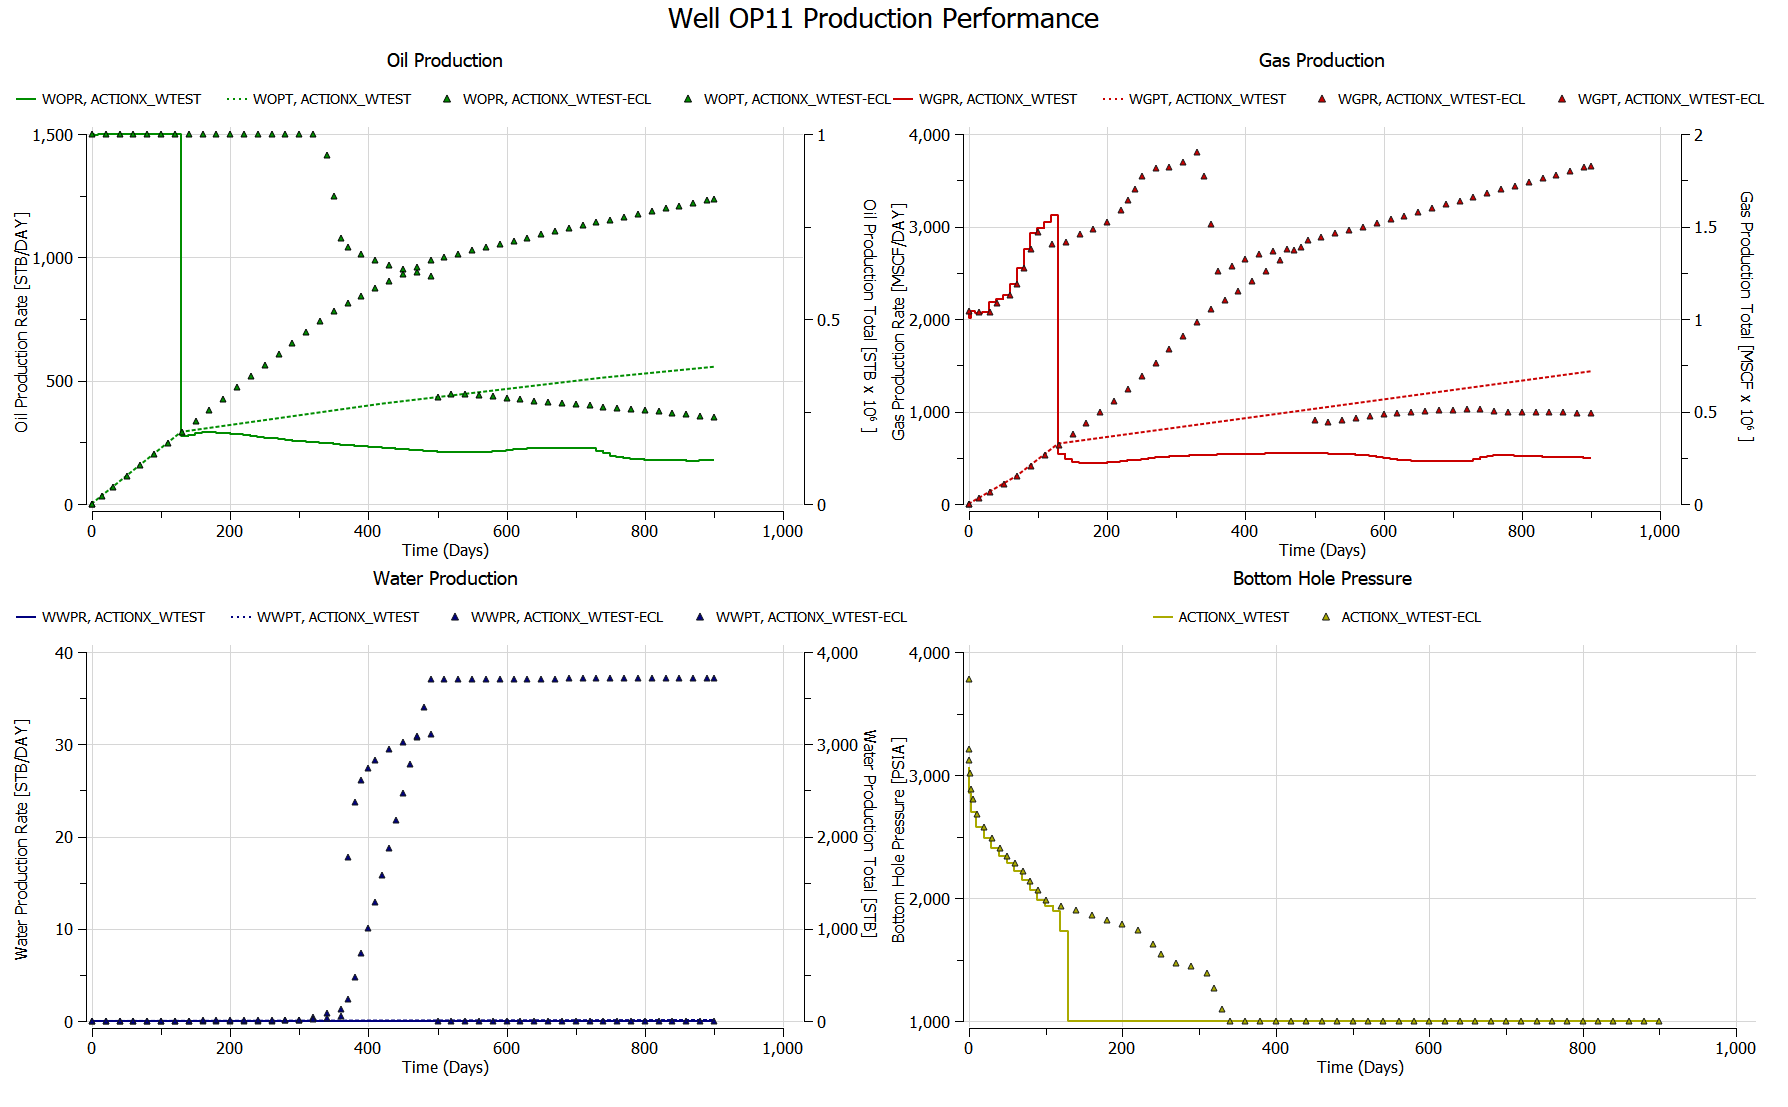 Well OP11 Production Performance
Oil Production
WOPR, ACTIONX_WTEST
WOPT, ACTIONX_WTEST
WOPR, ACTIONX_WTEST-ECL
WOPT, ACTIONX_WTEST-ECL
1,500
1,000
500
0
Oil Production Rate [STB/DAY]
1
0.5
0
Oil Production Total [STB x 10⁶ ]
0
200
400
600
800
1,000
Time (Days)
Gas Production
WGPR, ACTIONX_WTEST
WGPT, ACTIONX_WTEST
WGPR, ACTIONX_WTEST-ECL
WGPT, ACTIONX_WTEST-ECL
4,000
3,000
2,000
1,000
0
Gas Production Rate [MSCF/DAY]
2
1.5
1
0.5
0
Gas Production Total [MSCF x 10⁶ ]
0
200
400
600
800
1,000
Time (Days)
Water Production
WWPR, ACTIONX_WTEST
WWPT, ACTIONX_WTEST
WWPR, ACTIONX_WTEST-ECL
WWPT, ACTIONX_WTEST-ECL
40
30
20
10
0
Water Production Rate [STB/DAY]
4,000
3,000
2,000
1,000
0
Water Production Total [STB]
0
200
400
600
800
1,000
Time (Days)
Bottom Hole Pressure
ACTIONX_WTEST
ACTIONX_WTEST-ECL
4,000
3,000
2,000
1,000
Bottom Hole Pressure [PSIA]
0
200
400
600
800
1,000
Time (Days)